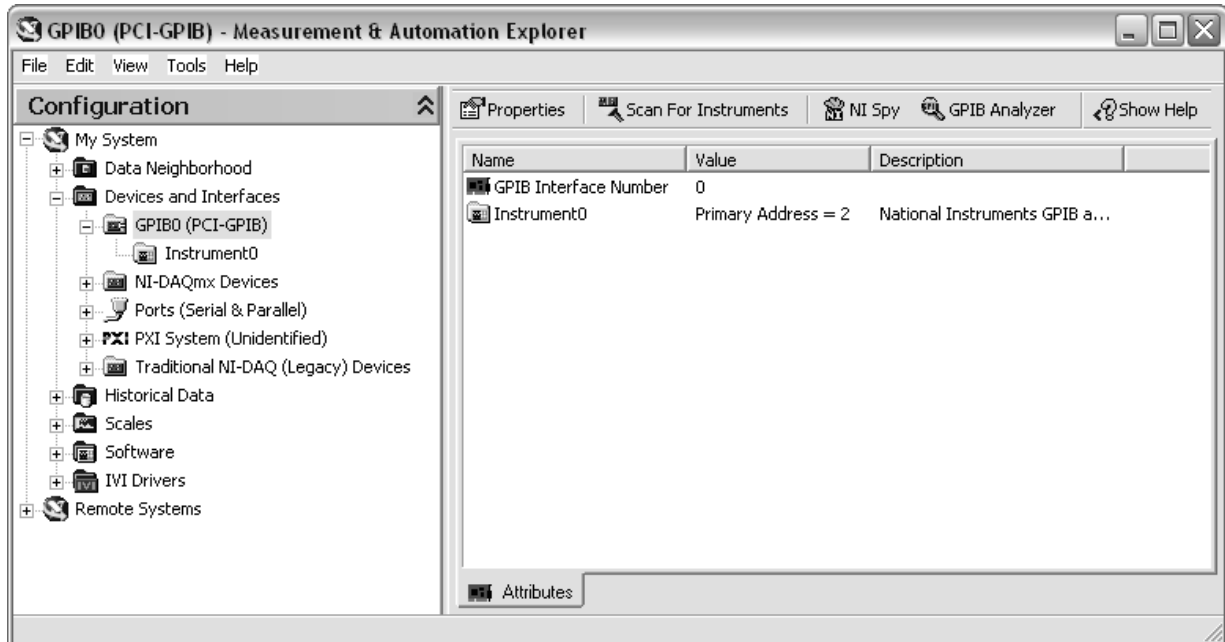 GPIB0 (PCI-GPIB) - Measurement & Automation Explorer
File Edit View Tools Help
Configuration
My System
Data Neighborhood
Devices and Interfaces
GPIB0 (PCI-GPIB)
Instrument0
NI-DAQmx Devices
Ports (Serial & Parallel)
PXI PXI System (Unidentified)
Traditional NI-DAQ (Legacy) Devices
Historical Data
Scales
Software
IVI IVI Drivers
Remote Systems
Properties Scan For Instruments NI Spy GPIB Analyzer Show Help
Name Value Description
GPIB Interface Number 0
Instrument0 Primary Address = 2 National Instruments GPIB a...
Attributes